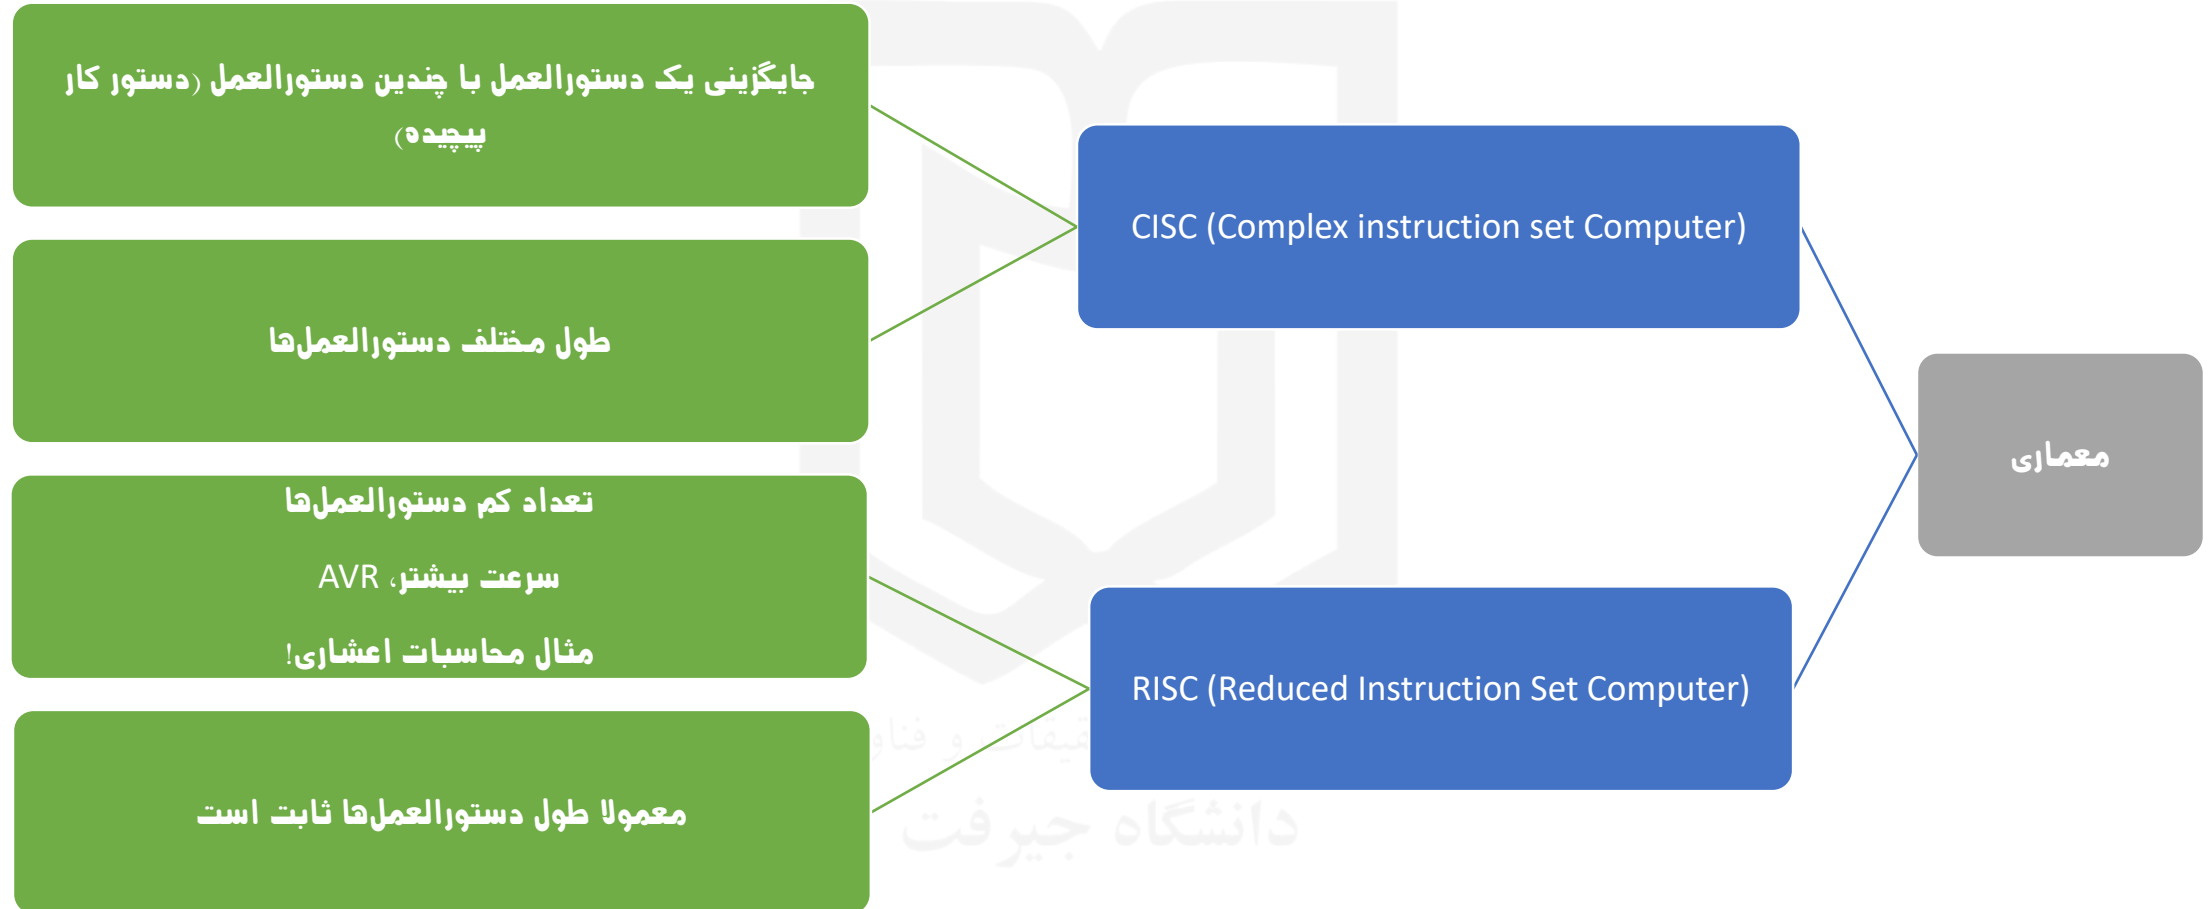 معماری
CISC (Complex instruction set Computer)
جایگزینی یک دستورالعمل با چندین دستورالعمل (دستور کار
پیچیده)
طول مختلف دستورالعمل‌ها
RISC (Reduced Instruction Set Computer)
تعداد کم دستورالعمل‌ها
سرعت بیشتر، AVR
مثال محاسبات اعشاری!
معمولا طول دستورالعمل‌ها ثابت است
دانشگاه جیرفت